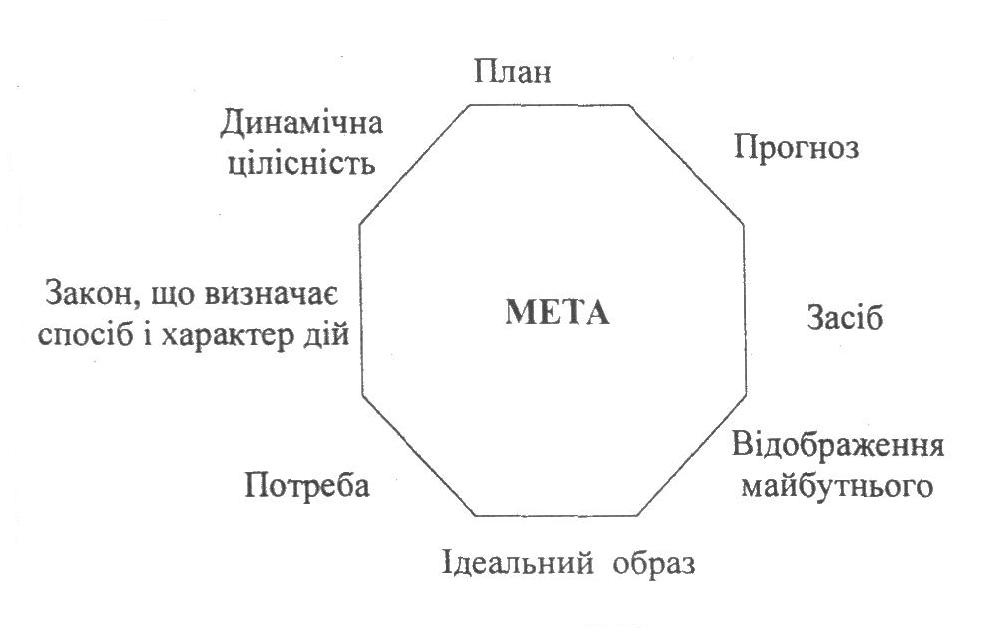 План
Динамічна
цілісність
Прогноз
Закон, що визначає
спосіб і характер дій
МЕТА
Засіб
Відображення
майбутнього
Потреба
Ідеальний образ